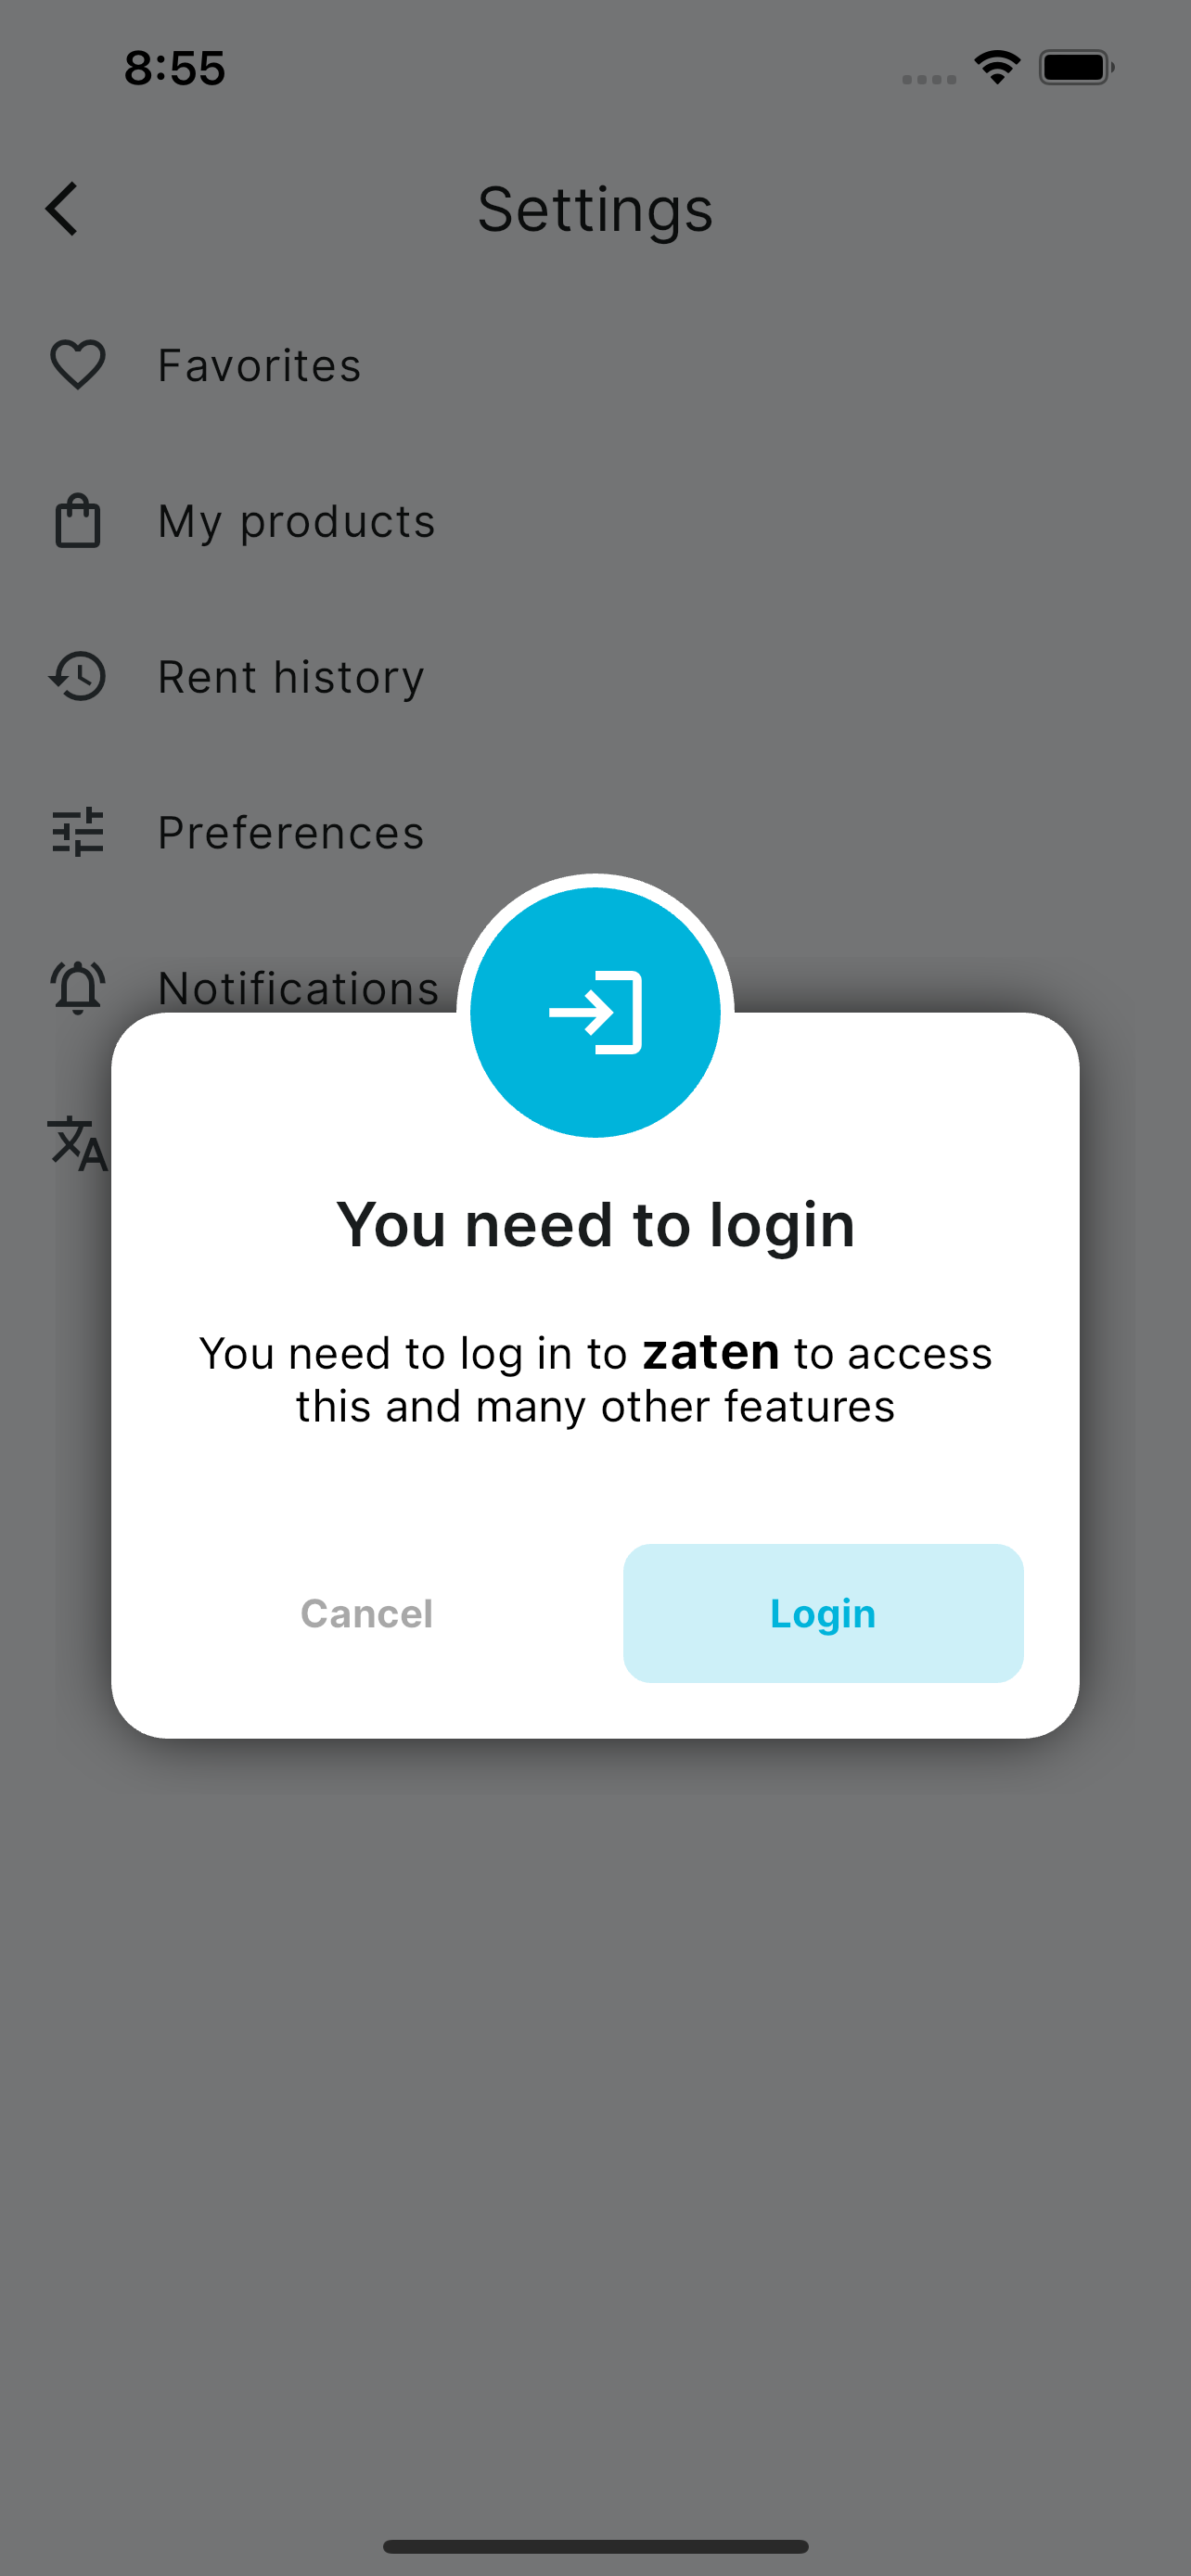 8:55
Settings
Favorites
My products
Rent history
Preferences
Notifications
You need to login
You need to log in to zaten to access
this and many other features
Cancel
Login